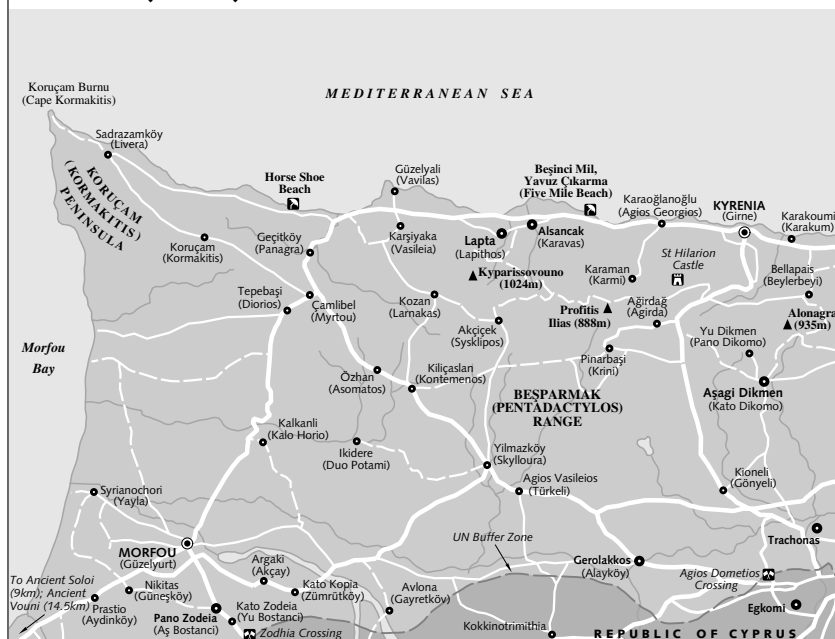 MEDITERRANEAN SEA
Koruçam Burnu
(Cape Kormakitis)
Sadrazamköy
(Livera)
KORUÇAM
(KORMAKITIS)
PENINSULA
Horse Shoe
Beach
Güzelyali
(Vavilas)
Beşinci Mil,
Yavuz Çıkarma
(Five Mile Beach)
Karaoğlanoğlu
(Agios Georgios)
KYRENIA
(Girne)
Karakoumi
(Karakum)
Koruçam
(Kormakitis)
Geçitköy
(Panagra)
Karşiyaka
(Vasileia)
Lapta
(Lapithos)
Alsancak
(Karavas)
St Hilarion
Castle
Kyparissovouno
(1024m)
Karaman
(Karmi)
Bellapais
(Beylerbeyi)
Tepebaşi
(Diorios)
Çamlibel
(Myrtou)
Kozan
(Larnakas)
Akçiçek
(Sysklipos)
Profitis
Ilias (888m)
Ağirdağ
(Agirda)
Alonagra
(935m)
Yu Dikmen
(Pano Dikomo)
Morfou
Bay
Pinarbaşi
(Krini)
Özhan
(Asomatos)
Kiliçaslan
(Kontemenos)
BEŞPARMAK
(PENTADACTYLOS)
RANGE
Aşagi Dikmen
(Kato Dikomo)
Kalkanli
(Kalo Horio)
Ikidere
(Duo Potami)
Yilmazköy
(Skylloura)
Agios Vasileios
(Türkeli)
Kioneli
(Gönyeli)
Syrianochori
(Yayla)
UN Buffer Zone
Trachonas
MORFOU
(Güzelyurt)
Argaki
(Akçay)
Gerolakkos
(Alayköy)
Agios Dometios
Crossing
To Ancient Soloi
(9km); Ancient
Vouni (14.5km)
Nikitas
(Güneşköy)
Prastio
(Aydinköy)
Pano Zodeia
(Aş Bostanci)
Kato Zodeia
(Yu Bostanci)
Kato Kopia
(Zümrütköy)
Avlona
(Gayretköv)
Kokkinotrimithia
Egkomi
Zodhia Crossing
REPUBLIC OF CYPRUS